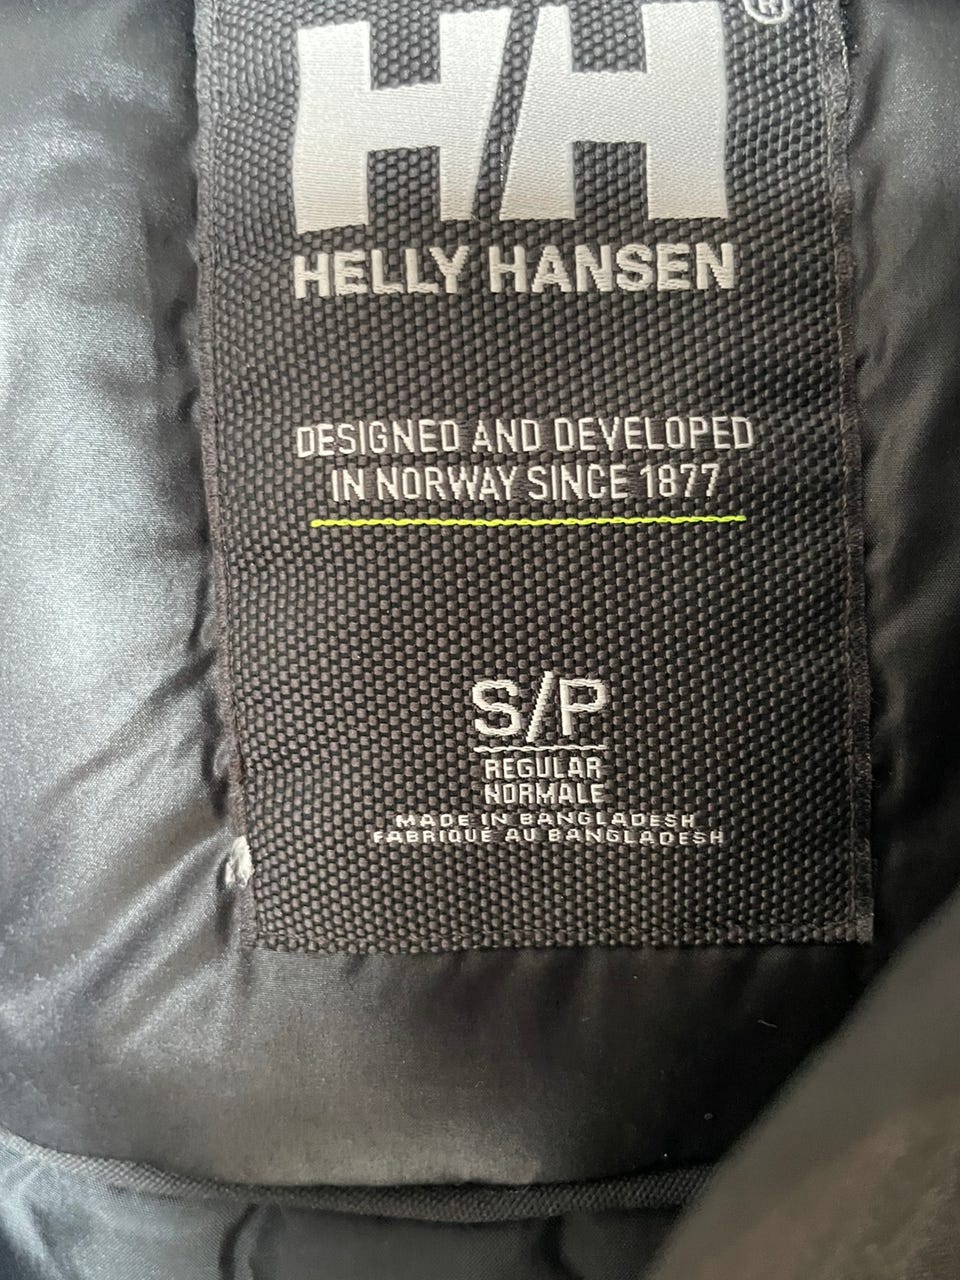 HH ®
HELLY HANSEN
DESIGNED AND DEVELOPED
IN NORWAY SINCE 1877
S/P
REGULAR
NORMALE
MADE IN BANGLADESH
FABRIQUÉ AU BANGLADESH